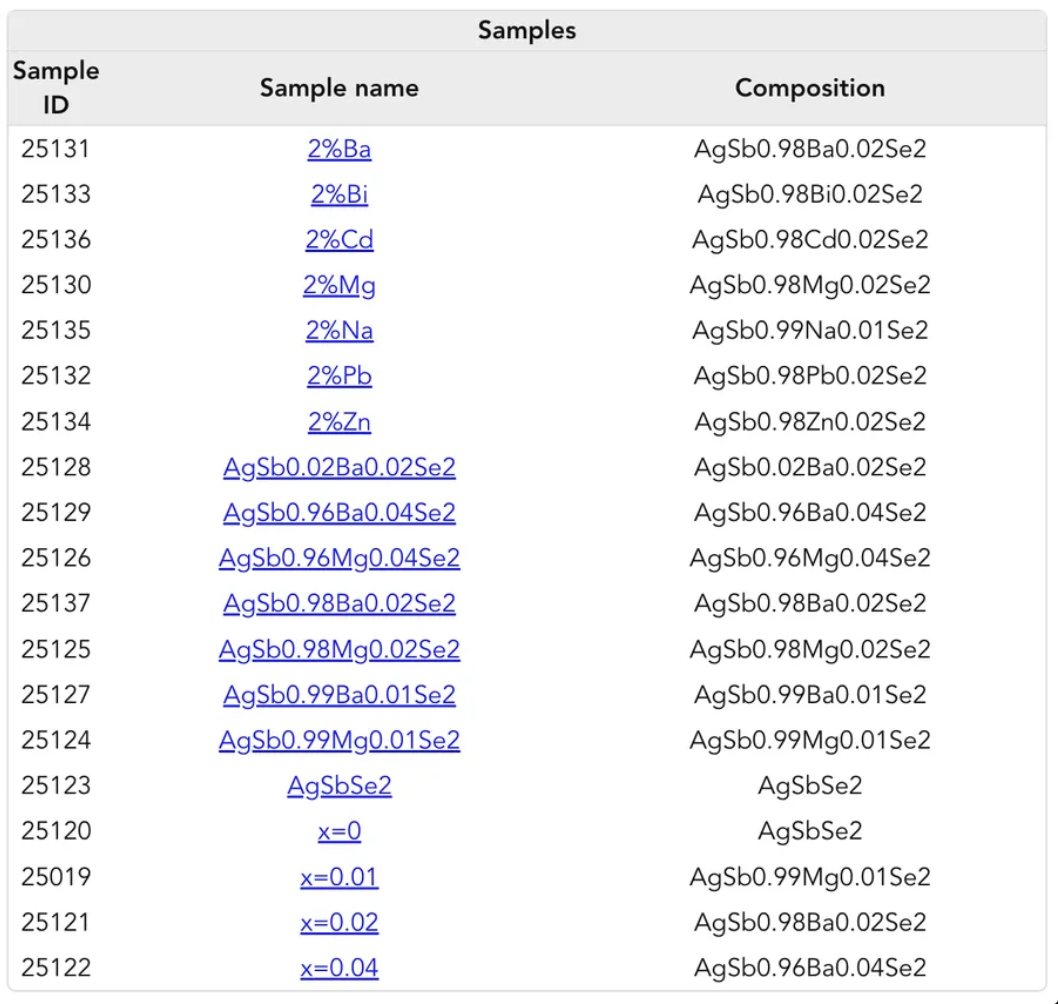 Samples
Sample ID Sample name Composition
25131 2%Ba AgSb0.98Ba0.02Se2
25133 2%Bi AgSb0.98Bi0.02Se2
25136 2%Cd AgSb0.98Cd0.02Se2
25130 2%Mg AgSb0.98Mg0.02Se2
25135 2%Na AgSb0.99Na0.01Se2
25132 2%Pb AgSb0.98Pb0.02Se2
25134 2%Zn AgSb0.98Zn0.02Se2
25128 AgSb0.02Ba0.02Se2 AgSb0.02Ba0.02Se2
25129 AgSb0.96Ba0.04Se2 AgSb0.96Ba0.04Se2
25126 AgSb0.96Mg0.04Se2 AgSb0.96Mg0.04Se2
25137 AgSb0.98Ba0.02Se2 AgSb0.98Ba0.02Se2
25125 AgSb0.98Mg0.02Se2 AgSb0.98Mg0.02Se2
25127 AgSb0.99Ba0.01Se2 AgSb0.99Ba0.01Se2
25124 AgSb0.99Mg0.01Se2 AgSb0.99Mg0.01Se2
25123 AgSbSe2 AgSbSe2
25120 x=0 AgSbSe2
25019 x=0.01 AgSb0.99Mg0.01Se2
25121 x=0.02 AgSb0.98Ba0.02Se2
25122 x=0.04 AgSb0.96Ba0.04Se2